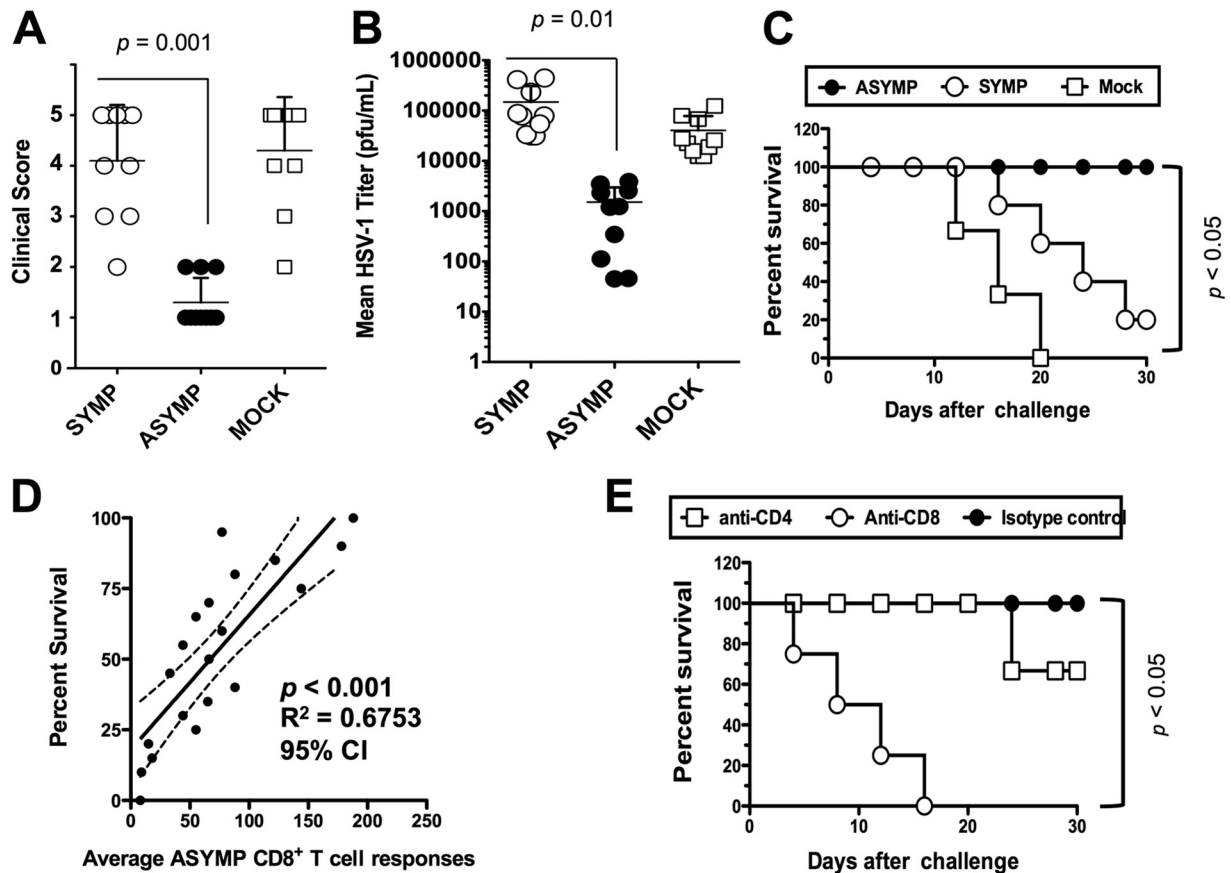 A
p = 0.001
Clinical Score
5
4
3
2
1
0
SYMP
ASYMP
MOCK
B
p = 0.01
Mean HSV-1 Titer (pfu/mL)
1000000
100000
10000
1000
100
10
1
SYMP
ASYMP
MOCK
C
ASYMP SYMP Mock
Percent survival
120
100
80
60
40
20
0
0 10 20 30
Days after challenge
p < 0.05
D
Percent Survival
100
75
50
25
0
0 50 100 150 200 250
p < 0.001
R² = 0.6753
95% CI
Average ASYMP CD8⁺ T cell responses
E
anti-CD4 Anti-CD8 Isotype control
Percent survival
120
100
80
60
40
20
0
0 10 20 30
Days after challenge
p < 0.05